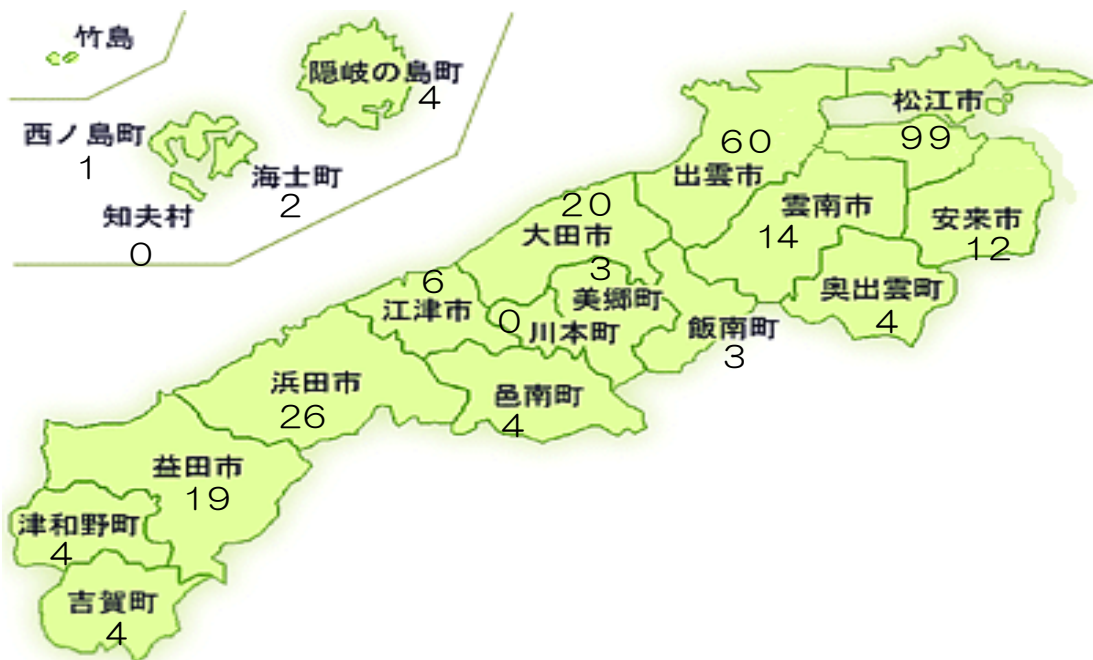 竹島
隠岐の島町
4
西ノ島町
1
海士町
2
知夫村
0
松江市
99
60
出雲市
雲南市
14
安来市
12
20
大田市
3
美郷町
奥出雲町
4
6
江津市
0
川本町
飯南町
3
浜田市
26
邑南町
4
益田市
19
津和野町
4
吉賀町
4